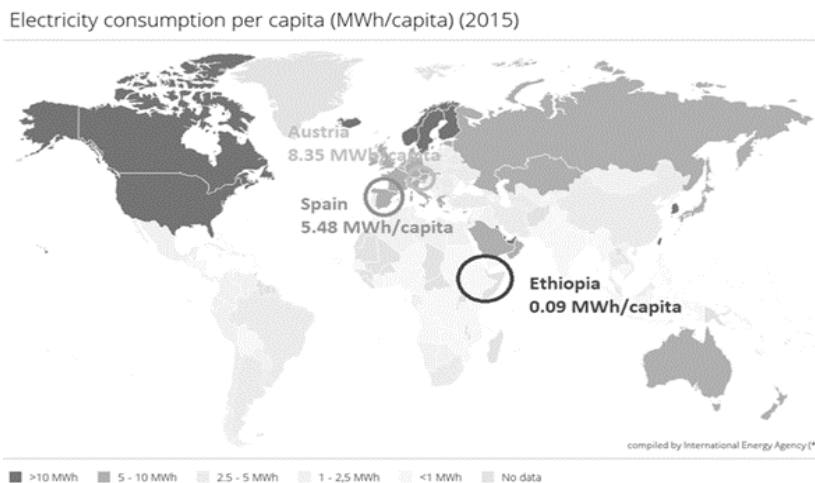 Electricity consumption per capita (MWh/capita) (2015)
Austria
8.35 MWh/capita
Spain
5.48 MWh/capita
Ethiopia
0.09 MWh/capita
compiled by International Energy Agency (*
>10 MWh 5 - 10 MWh 2.5 - 5 MWh 1 - 2,5 MWh <1 MWh No data